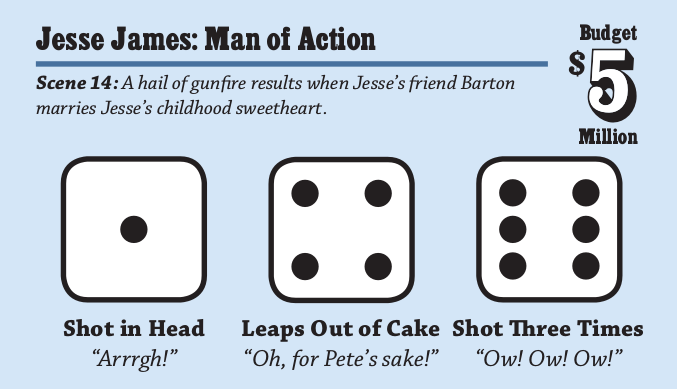 Jesse James: Man of Action
Budget
$5
Million
Scene 14: A hail of gunfire results when Jesse's friend Barton
marries Jesse's childhood sweetheart.
Shot in Head
"Arrrgh!"
Leaps Out of Cake
"Oh, for Pete's sake!"
Shot Three Times
"Ow! Ow! Ow!"